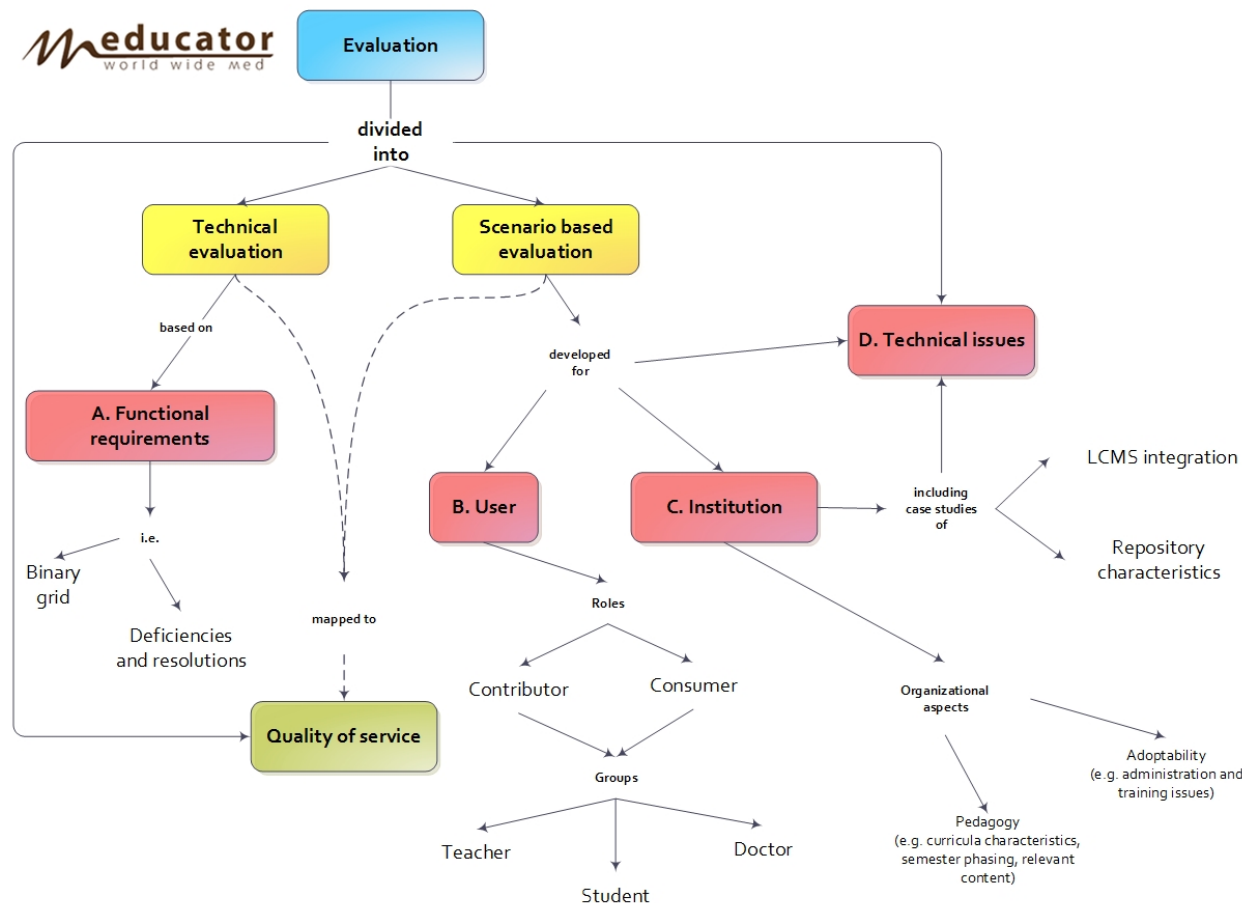 meducator
world wide Med
Evaluation
divided
into
Technical
evaluation
Scenario based
evaluation
based on
developed
for
D. Technical issues
A. Functional
requirements
B. User
C. Institution
including
case studies
of
LCMS integration
Repository
characteristics
i.e.
Binary
grid
Deficiencies
and resolutions
mapped to
Quality of service
Roles
Contributor
Consumer
Groups
Teacher
Student
Doctor
Organizational
aspects
Adoptability
(e.g. administration and
training issues)
Pedagogy
(e.g. curricula characteristics,
semester phasing, relevant
content)